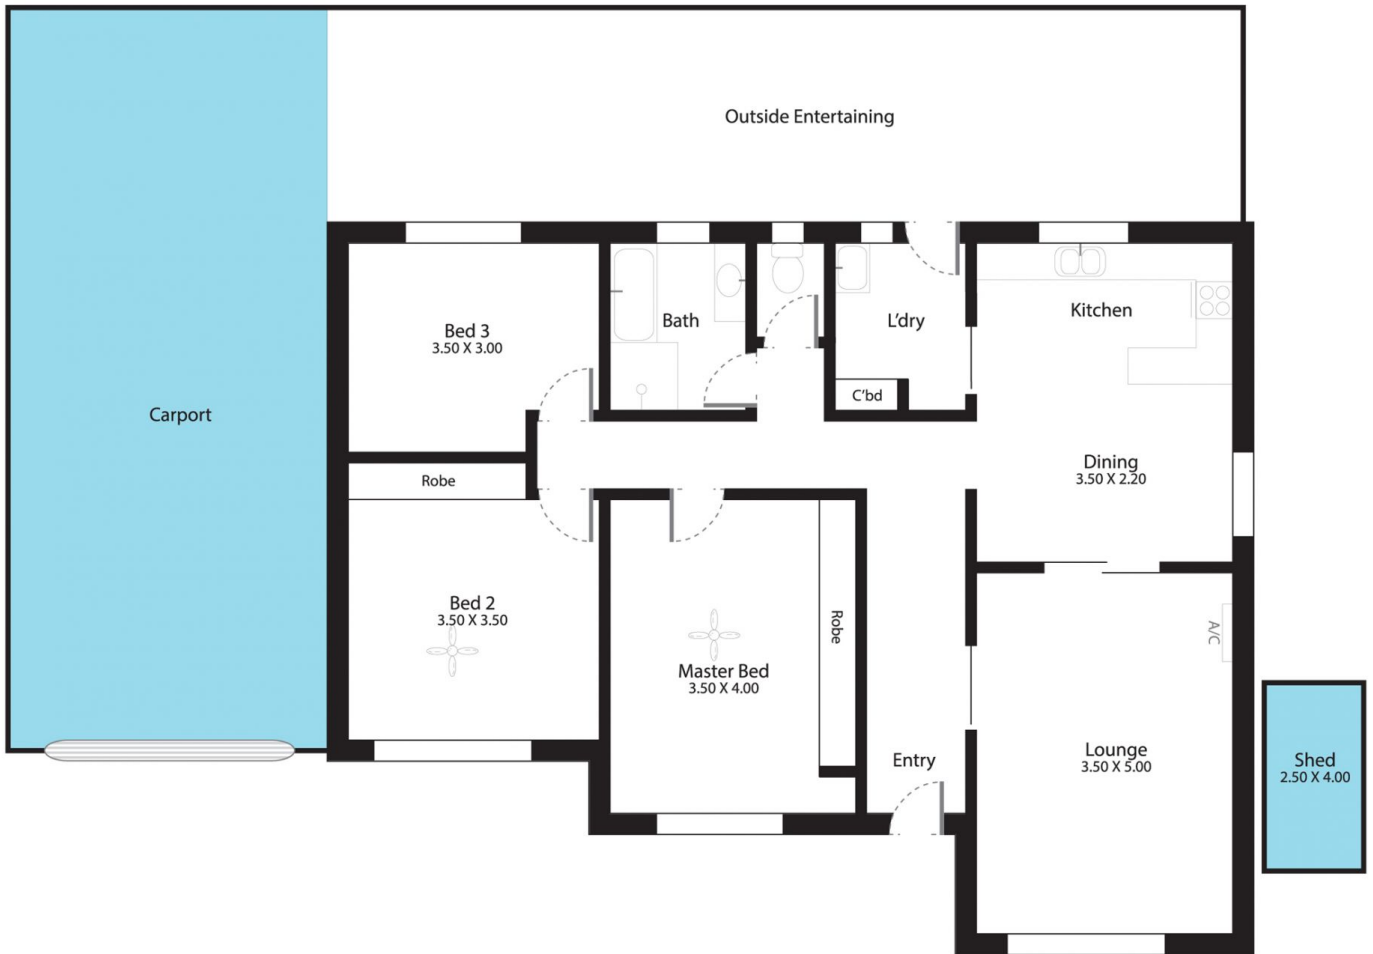 Outside Entertaining
Carport
Bed 3
3.50 X 3.00
Bath
L'dry
C'bd
Kitchen
Dining
3.50 X 2.20
Robe
Bed 2
3.50 X 3.50
Master Bed
3.50 X 4.00
Robe
Entry
A/C
Lounge
3.50 X 5.00
Shed
2.50 X 4.00